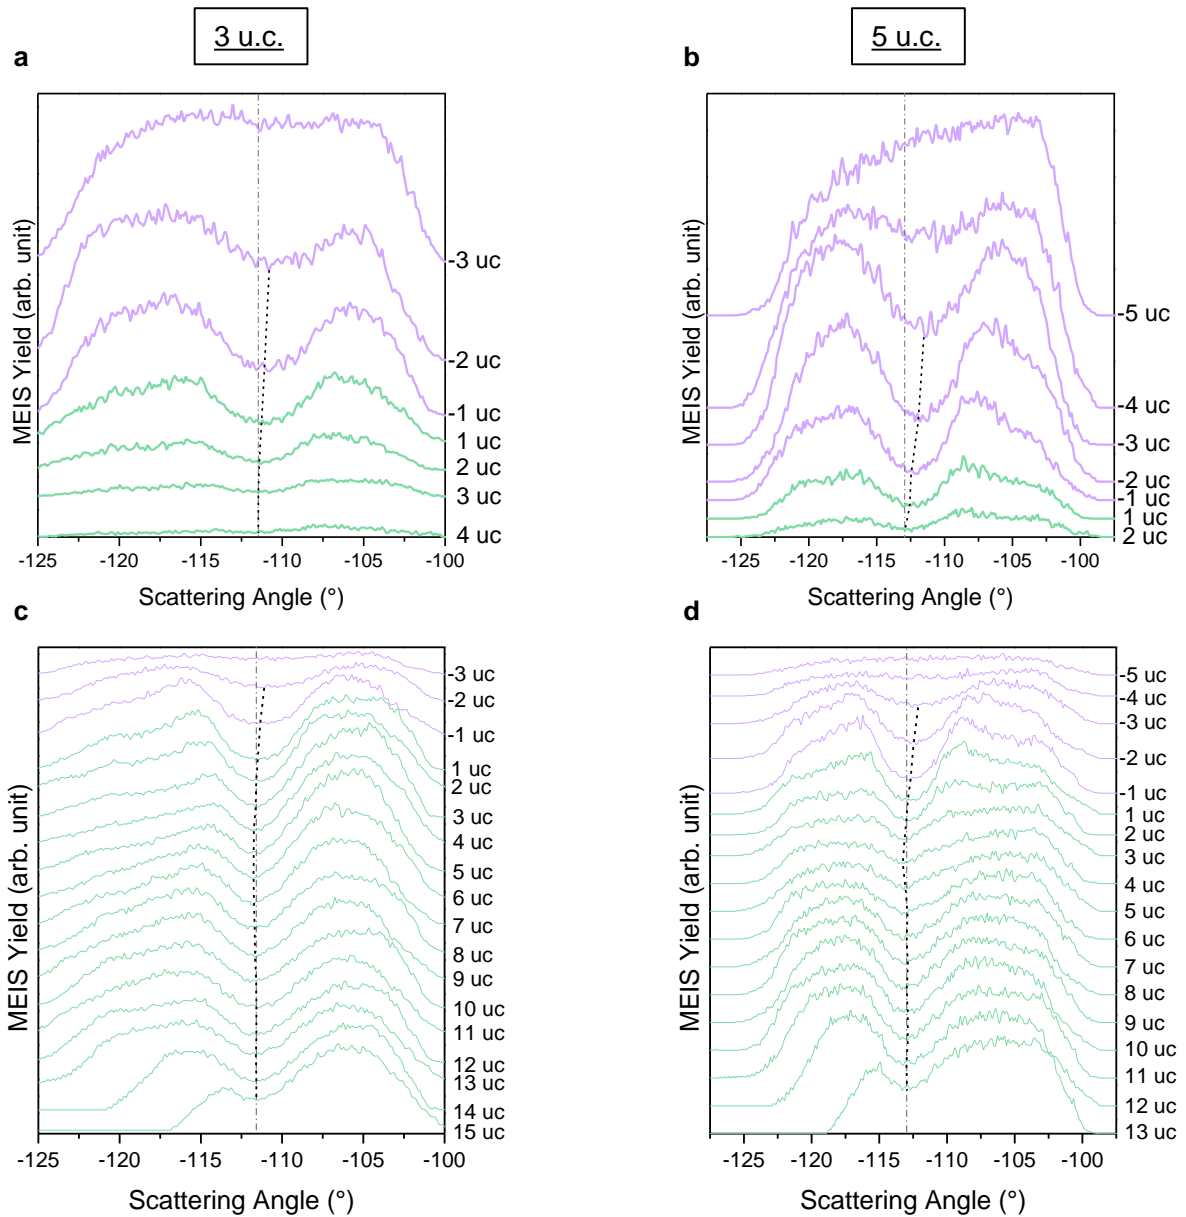 3 u.c.
5 u.c.
a
b
MEIS Yield (arb. unit)
-3 uc
-2 uc
-1 uc
1 uc
2 uc
3 uc
4 uc
-125 -120 -115 -110 -105 -100
Scattering Angle (°)
MEIS Yield (arb. unit)
-5 uc
-4 uc
-3 uc
-2 uc
-1 uc
1 uc
2 uc
-125 -120 -115 -110 -105 -100
Scattering Angle (°)
c
d
MEIS Yield (arb. unit)
-3 uc
-2 uc
-1 uc
1 uc
2 uc
3 uc
4 uc
5 uc
6 uc
7 uc
8 uc
9 uc
10 uc
11 uc
12 uc
13 uc
14 uc
15 uc
-125 -120 -115 -110 -105 -100
Scattering Angle (°)
MEIS Yield (arb. unit)
-5 uc
-4 uc
-3 uc
-2 uc
-1 uc
1 uc
2 uc
3 uc
4 uc
5 uc
6 uc
7 uc
8 uc
9 uc
10 uc
11 uc
12 uc
13 uc
-125 -120 -115 -110 -105 -100
Scattering Angle (°)